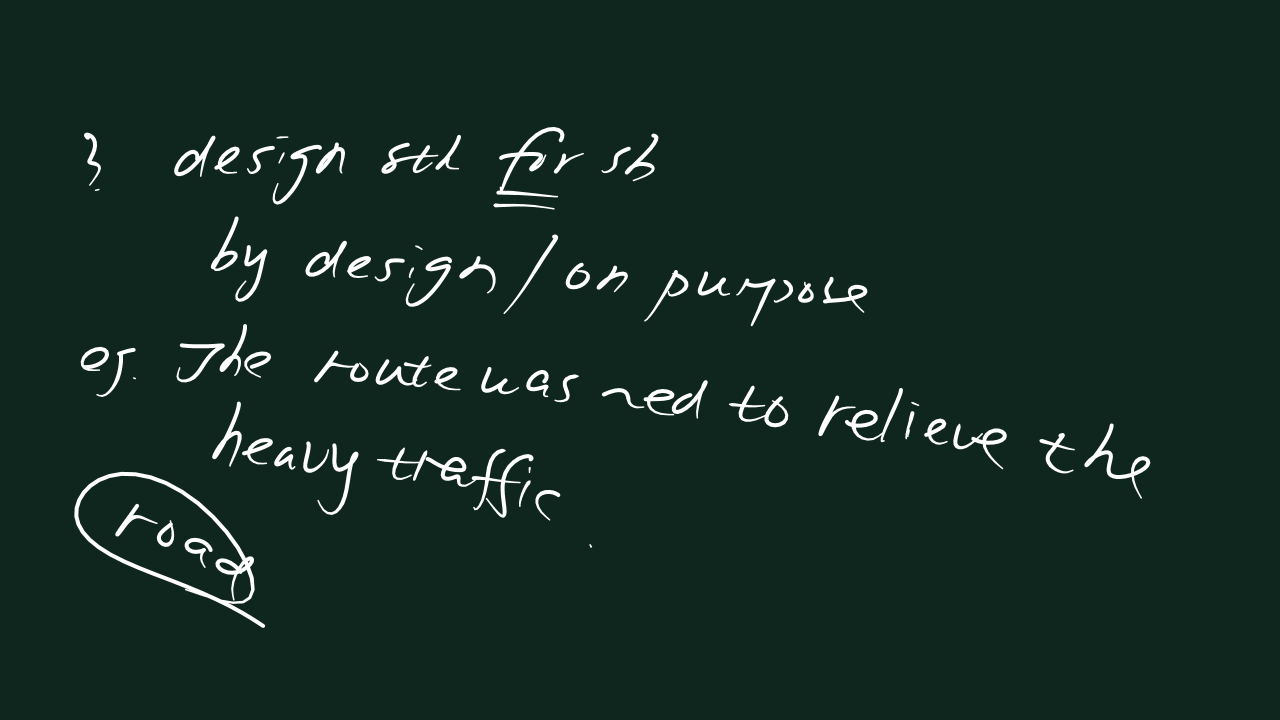 3. design sth for sb
by design / on purpose
eg. The route was ~ned to relieve the
heavy traffic.
road